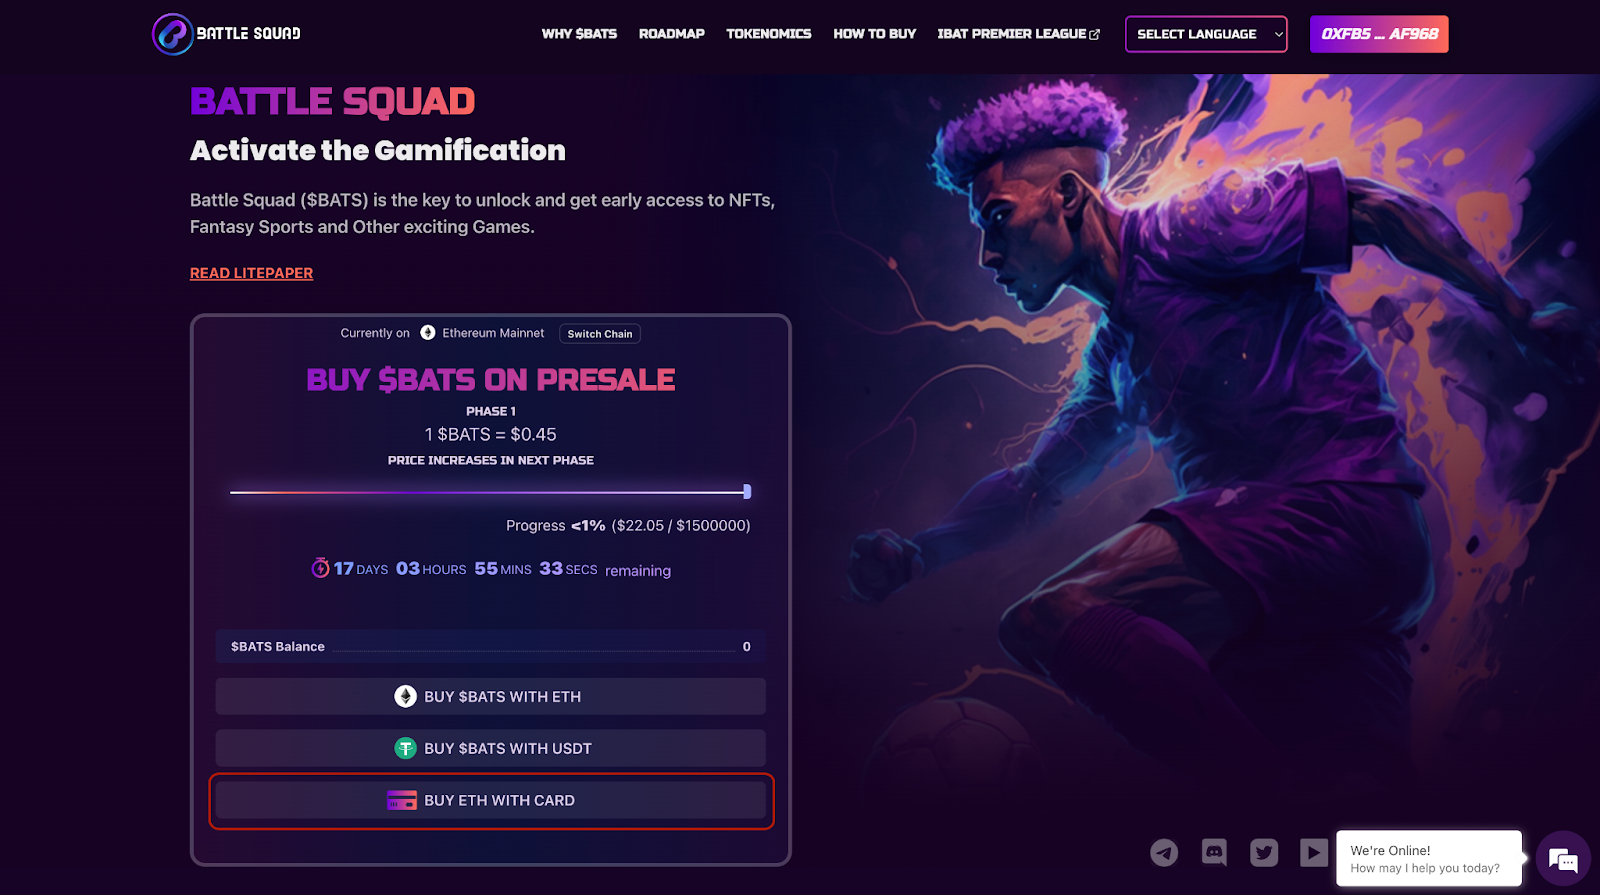 BATTLE SQUAD
WHY $BATS
ROADMAP
TOKENOMICS
HOW TO BUY
IBAT PREMIER LEAGUE
SELECT LANGUAGE
0XFB5 ... AF968
BATTLE SQUAD
Activate the Gamification
Battle Squad ($BATS) is the key to unlock and get early access to NFTs,
Fantasy Sports and Other exciting Games.
READ LITEPAPER
Currently on Ethereum Mainnet Switch Chain
BUY $BATS ON PRESALE
PHASE 1
1 $BATS = $0.45
PRICE INCREASES IN NEXT PHASE
Progress <1% ($22.05 / $1500000)
17 DAYS 03 HOURS 55 MINS 33 SECS remaining
$BATS Balance 0
BUY $BATS WITH ETH
BUY $BATS WITH USDT
BUY ETH WITH CARD
We're Online!
How may I help you today?